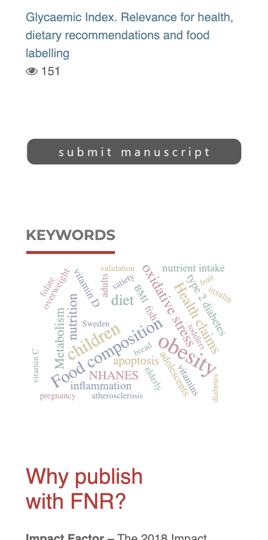 Glycaemic Index. Relevance for health,
dietary recommendations and food
labelling
151
submit manuscript
KEYWORDS
validation
nutrient intake
folate
overweight
vitamin D
adults
satiety
BMI
oxidative stress
type 2 diabetes
fruit
insulin
diet
fish
Health claims
Metabolism
nutrition
Sweden
children
Food composition
bread
toddlers
obesity
apoptosis
vitamin C
NHANES
elderly
adolescents
vitamins
diabetes
inflammation
pregnancy
atherosclerosis
Why publish
with FNR?
Impact Factor – The 2018 Impact